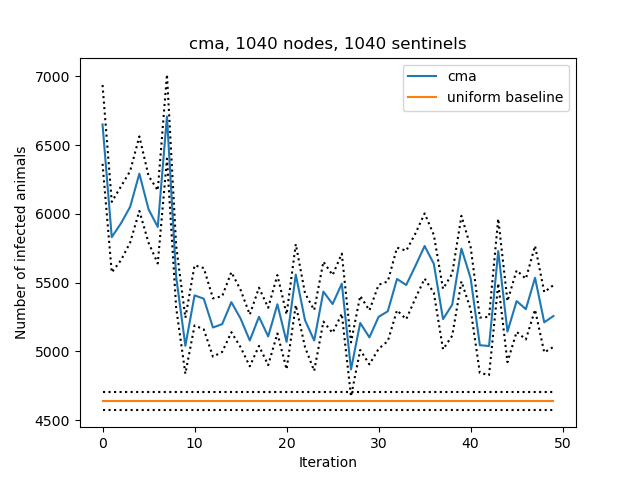 cma, 1040 nodes, 1040 sentinels
cma
uniform baseline
Number of infected animals
7000
6500
6000
5500
5000
4500
0 10 20 30 40 50
Iteration